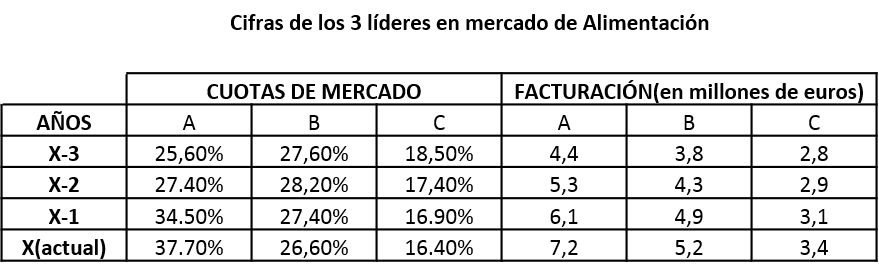 Cifras de los 3 líderes en mercado de Alimentación
CUOTAS DE MERCADO FACTURACIÓN(en millones de euros)
AÑOS A B C A B C
X-3 25,60% 27,60% 18,50% 4,4 3,8 2,8
X-2 27.40% 28,20% 17,40% 5,3 4,3 2,9
X-1 34.50% 27,40% 16.90% 6,1 4,9 3,1
X(actual) 37.70% 26,60% 16.40% 7,2 5,2 3,4